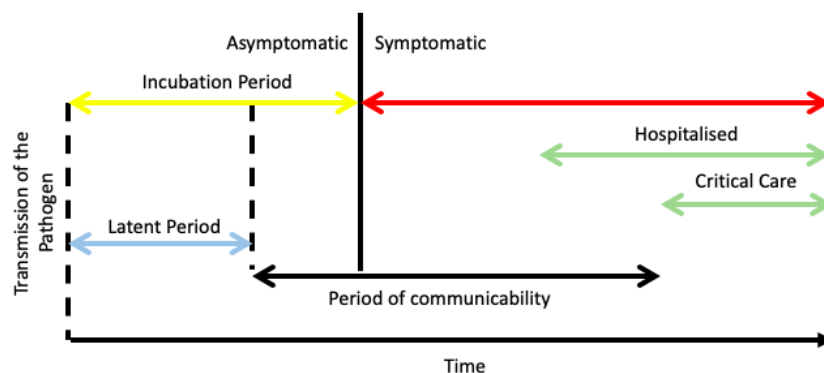 Asymptomatic
Symptomatic
Incubation Period
Hospitalised
Critical Care
Latent Period
Period of communicability
Transmission of the
Pathogen
Time